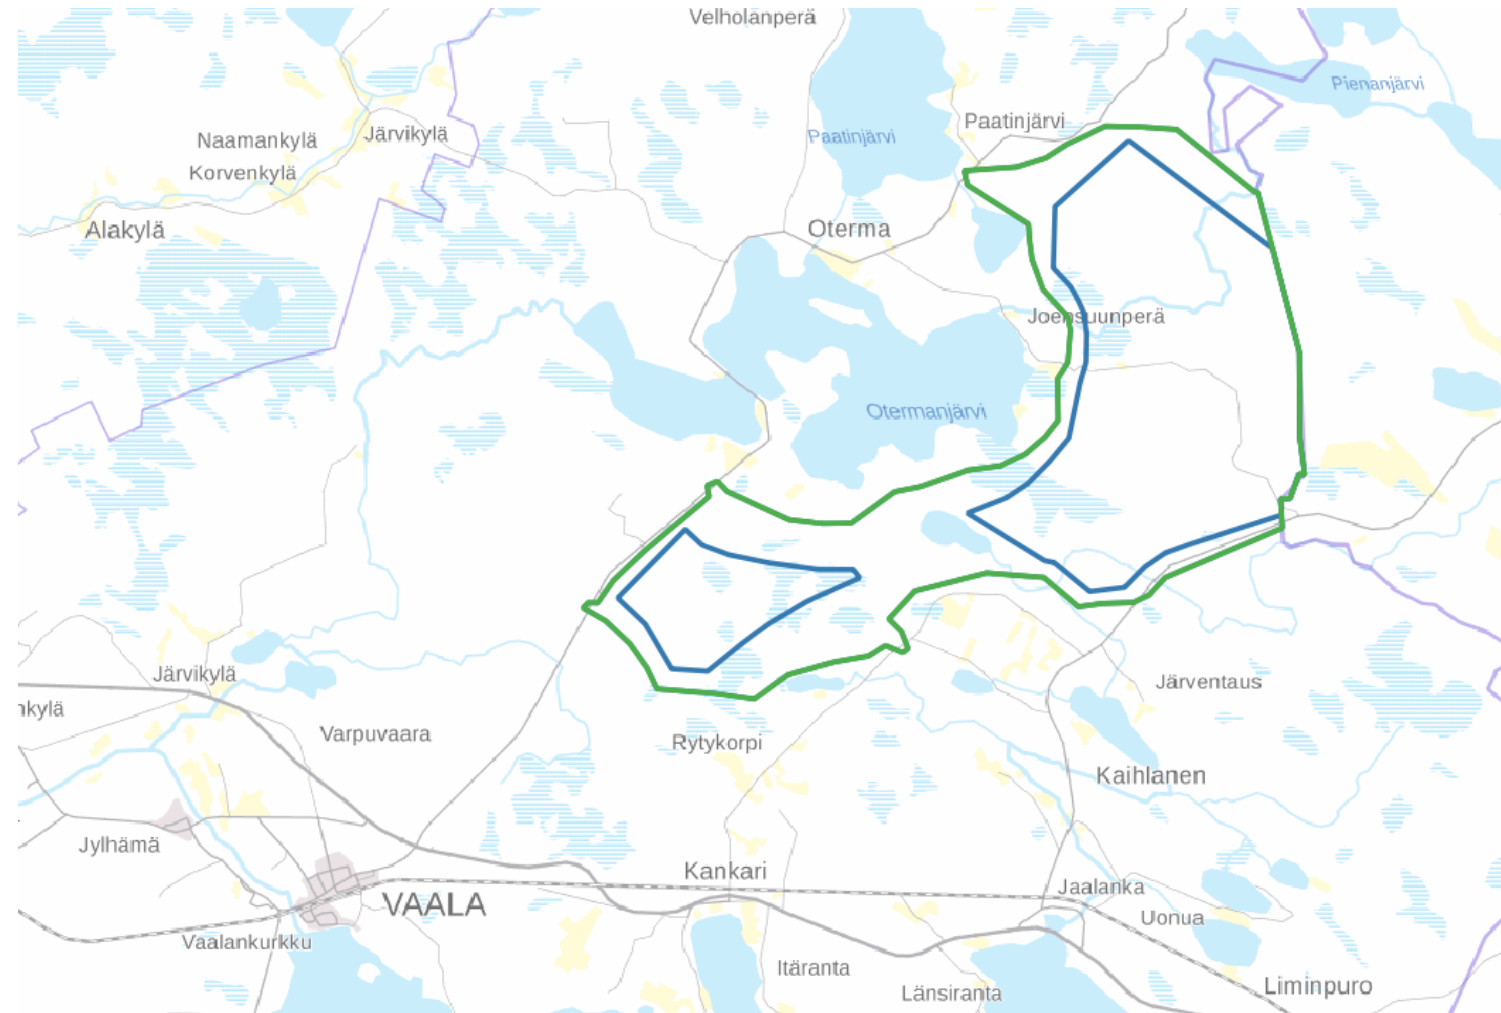 Velholanperä
Pienanjärvi
Paatinjärvi
Järvikylä
Naamankylä
Paatinjärvi
Korvenkylä
Alakylä
Oterma
Joensuunperä
Otermanjärvi
Järvikylä
Järventaus
nkylä
Varpuvaara
Rytykorpi
Kaihlanen
Jylhämä
Kankari
Jaalanka
VAALA
Uonua
Vaalankurkku
Itäranta
Liminpuro
Länsiranta